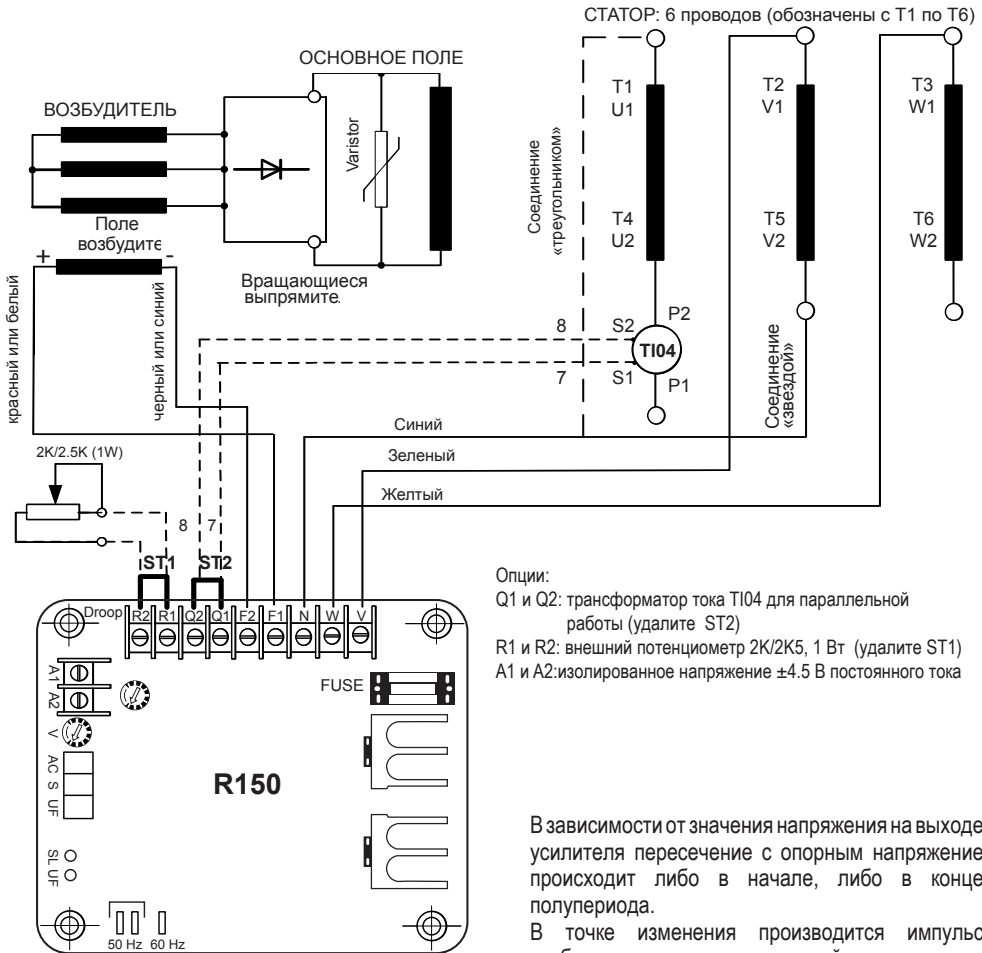 СТАТОР: 6 проводов (обозначены с T1 по T6)
ОСНОВНОЕ ПОЛЕ
ВОЗБУДИТЕЛЬ
Varistor
T1
U1
T2
V1
T3
W1
Соединение
«треугольником»
T4
U2
T5
V2
T6
W2
Поле
возбудите
+ -
Вращающиеся
выпрямите.
красный или белый
черный или синий
8 S2 P2
TI04
7 S1 P1
Соединение
«звездой»
Синий
Зеленый
Желтый
2K/2.5K (1W)
8 7
ST1 ST2
Droop R2 R1 Q2 Q1 F2 F1 N W V
A1
A2
FUSE
V
AC S UF
R150
SL UF
50 Hz 60 Hz
Опции:
Q1 и Q2: трансформатор тока TI04 для параллельной
работы (удалите ST2)
R1 и R2: внешний потенциометр 2K/2K5, 1 Вт (удалите ST1)
A1 и A2:изолированное напряжение ±4.5 В постоянного тока
В зависимости от значения напряжения на выходе
усилителя пересечение с опорным напряжение
происходит либо в начале, либо в конце
полупериода.
В точке изменения производится импульс